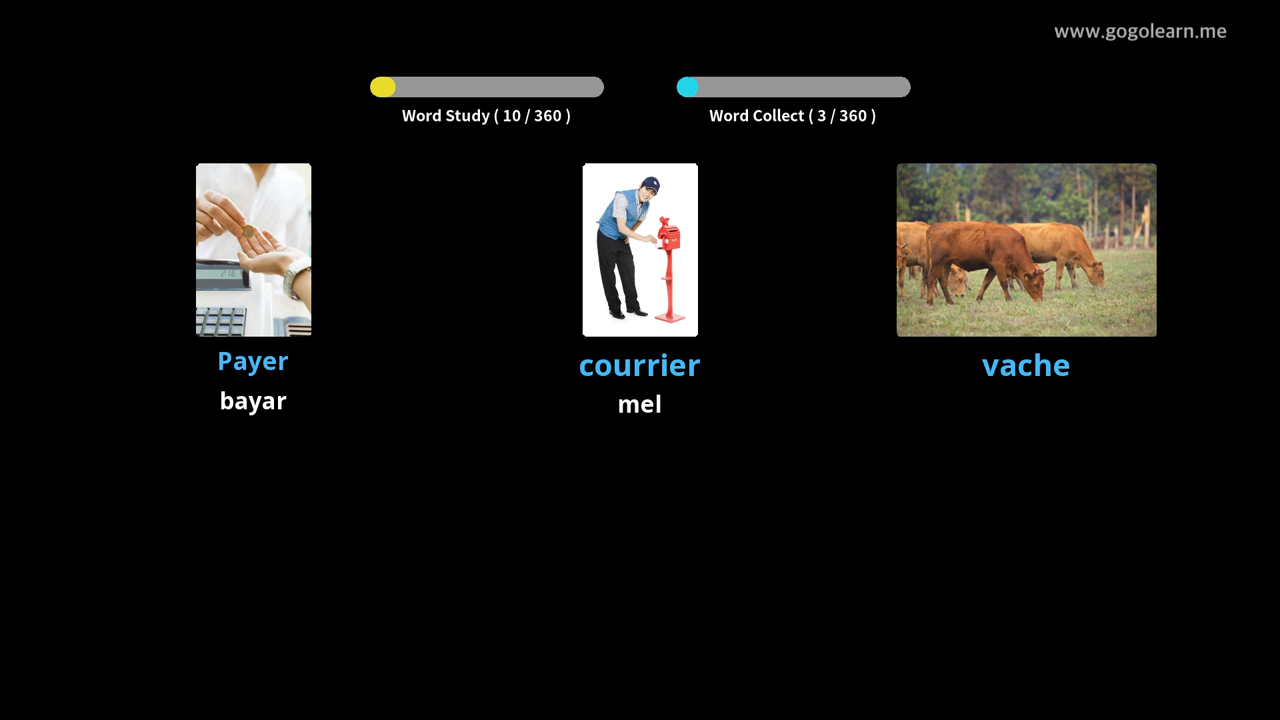 www.gogolearn.me
Word Study ( 10 / 360 )
Word Collect ( 3 / 360 )
Payer
bayar
courrier
mel
vache